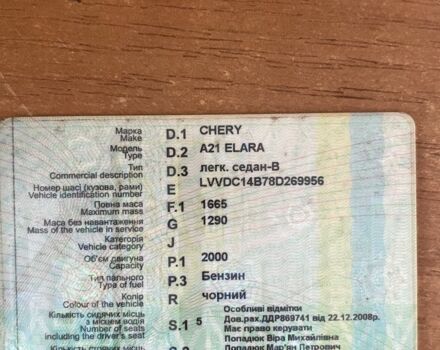 Марка
Make D.1 CHERY
Модель
Type D.2 A21 ELARA
Тип
Commercial description D.3 легк. седан-В
Номер шасі (кузова, рами)
Vehicle identification number E LVVDC14B78D269956
Повна маса
Maximum mass F.1 1665
Маса без навантаження
Mass of the vehicle in service G 1290
Категорія
Vehicle category J
Об'єм двигуна
Capacity P.1 2000
Тип пального
Type of fuel P.3 Бензин
Колір
Colour of the vehicle R чорний
Кількість сидячих місць
з місцем водія
Number of seats
including the driver's seat S.1 5
Особливі відмітки
Дов.рах.ДДР869741 від 22.12.2008р.
Має право керувати
Попадюк Віра Михайлівна
Попадюк Мар'ян Петрович
Кількість стоячих місць